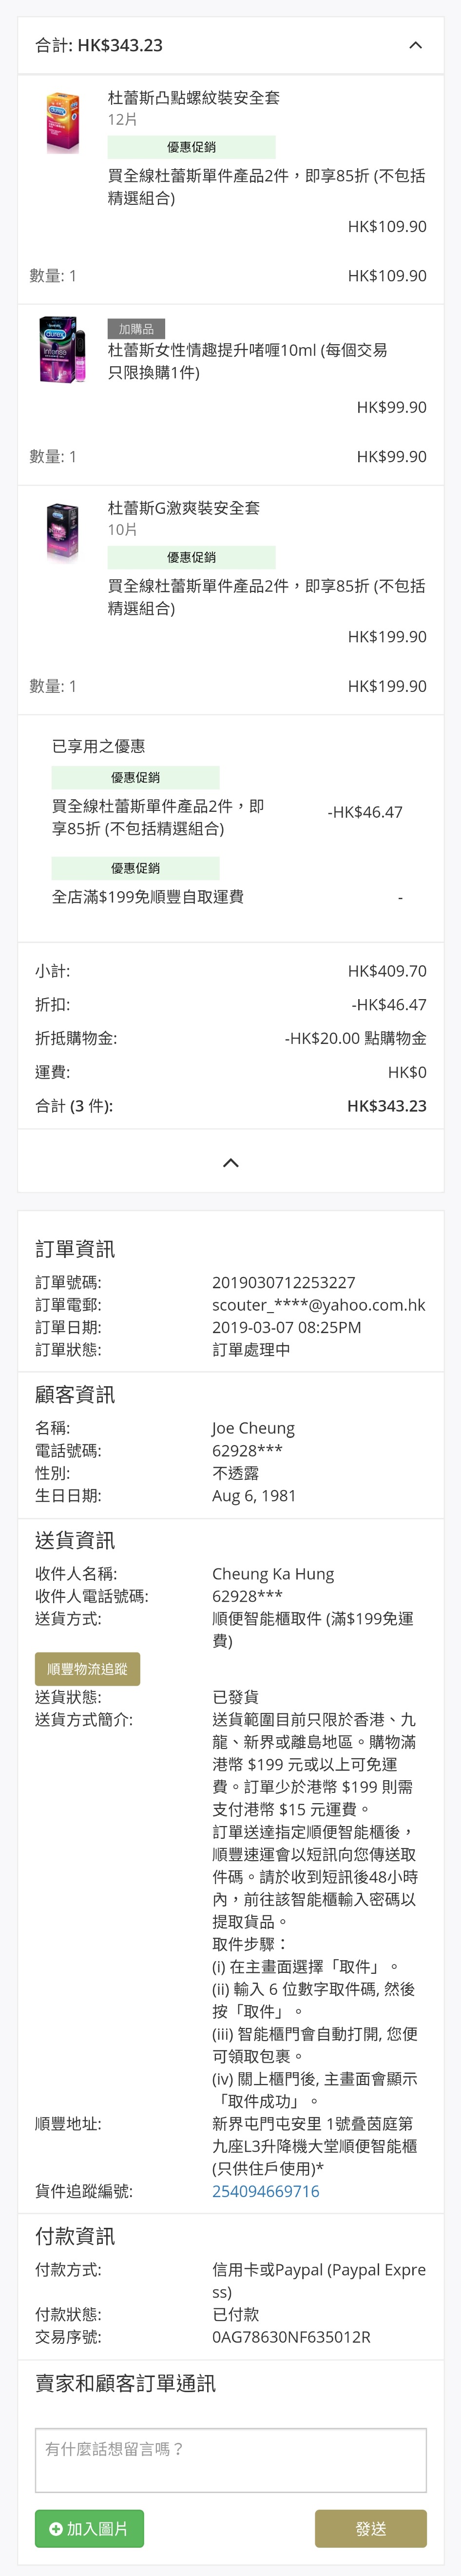 合計: HK$343.23
杜蕾斯凸點螺紋裝安全套
12片
優惠促銷
買全線杜蕾斯單件產品2件，即享85折 (不包括
精選組合)
HK$109.90
數量: 1
HK$109.90
加購品
杜蕾斯女性情趣提升啫喱10ml (每個交易
只限換購1件)
HK$99.90
數量: 1
HK$99.90
杜蕾斯G激爽裝安全套
10片
優惠促銷
買全線杜蕾斯單件產品2件，即享85折 (不包括
精選組合)
HK$199.90
數量: 1
HK$199.90
已享用之優惠
優惠促銷
買全線杜蕾斯單件產品2件，即
享85折 (不包括精選組合)
-HK$46.47
優惠促銷
全店滿$199免順豐自取運費
-
小計:
HK$409.70
折扣:
-HK$46.47
折抵購物金:
-HK$20.00 點購物金
運費:
HK$0
合計 (3 件):
HK$343.23
訂單資訊
訂單號碼:
2019030712253227
訂單電郵:
scouter_****@yahoo.com.hk
訂單日期:
2019-03-07 08:25PM
訂單狀態:
訂單處理中
顧客資訊
名稱:
Joe Cheung
電話號碼:
62928***
性別:
不透露
生日日期:
Aug 6, 1981
送貨資訊
收件人名稱:
Cheung Ka Hung
收件人電話號碼:
62928***
送貨方式:
順便智能櫃取件 (滿$199免運
費)
順豐物流追蹤
送貨狀態:
已發貨
送貨方式簡介:
送貨範圍目前只限於香港、九
龍、新界或離島地區。購物滿
港幣 $199 元或以上可免運
費。訂單少於港幣 $199 則需
支付港幣 $15 元運費。
訂單送達指定順便智能櫃後，
順豐速運會以短訊向您傳送取
件碼。請於收到短訊後48小時
內，前往該智能櫃輸入密碼以
提取貨品。
取件步驟：
(i) 在主畫面選擇「取件」。
(ii) 輸入 6 位數字取件碼, 然後
按「取件」。
(iii) 智能櫃門會自動打開, 您便
可領取包裹。
(iv) 關上櫃門後, 主畫面會顯示
「取件成功」。
順豐地址:
新界屯門屯安里 1號叠茵庭第
九座L3升降機大堂順便智能櫃
(只供住戶使用)*
貨件追蹤編號:
254094669716
付款資訊
付款方式:
信用卡或Paypal (Paypal Expre
ss)
付款狀態:
已付款
交易序號:
0AG78630NF635012R
賣家和顧客訂單通訊
有什麼話想留言嗎？
加入圖片
發送